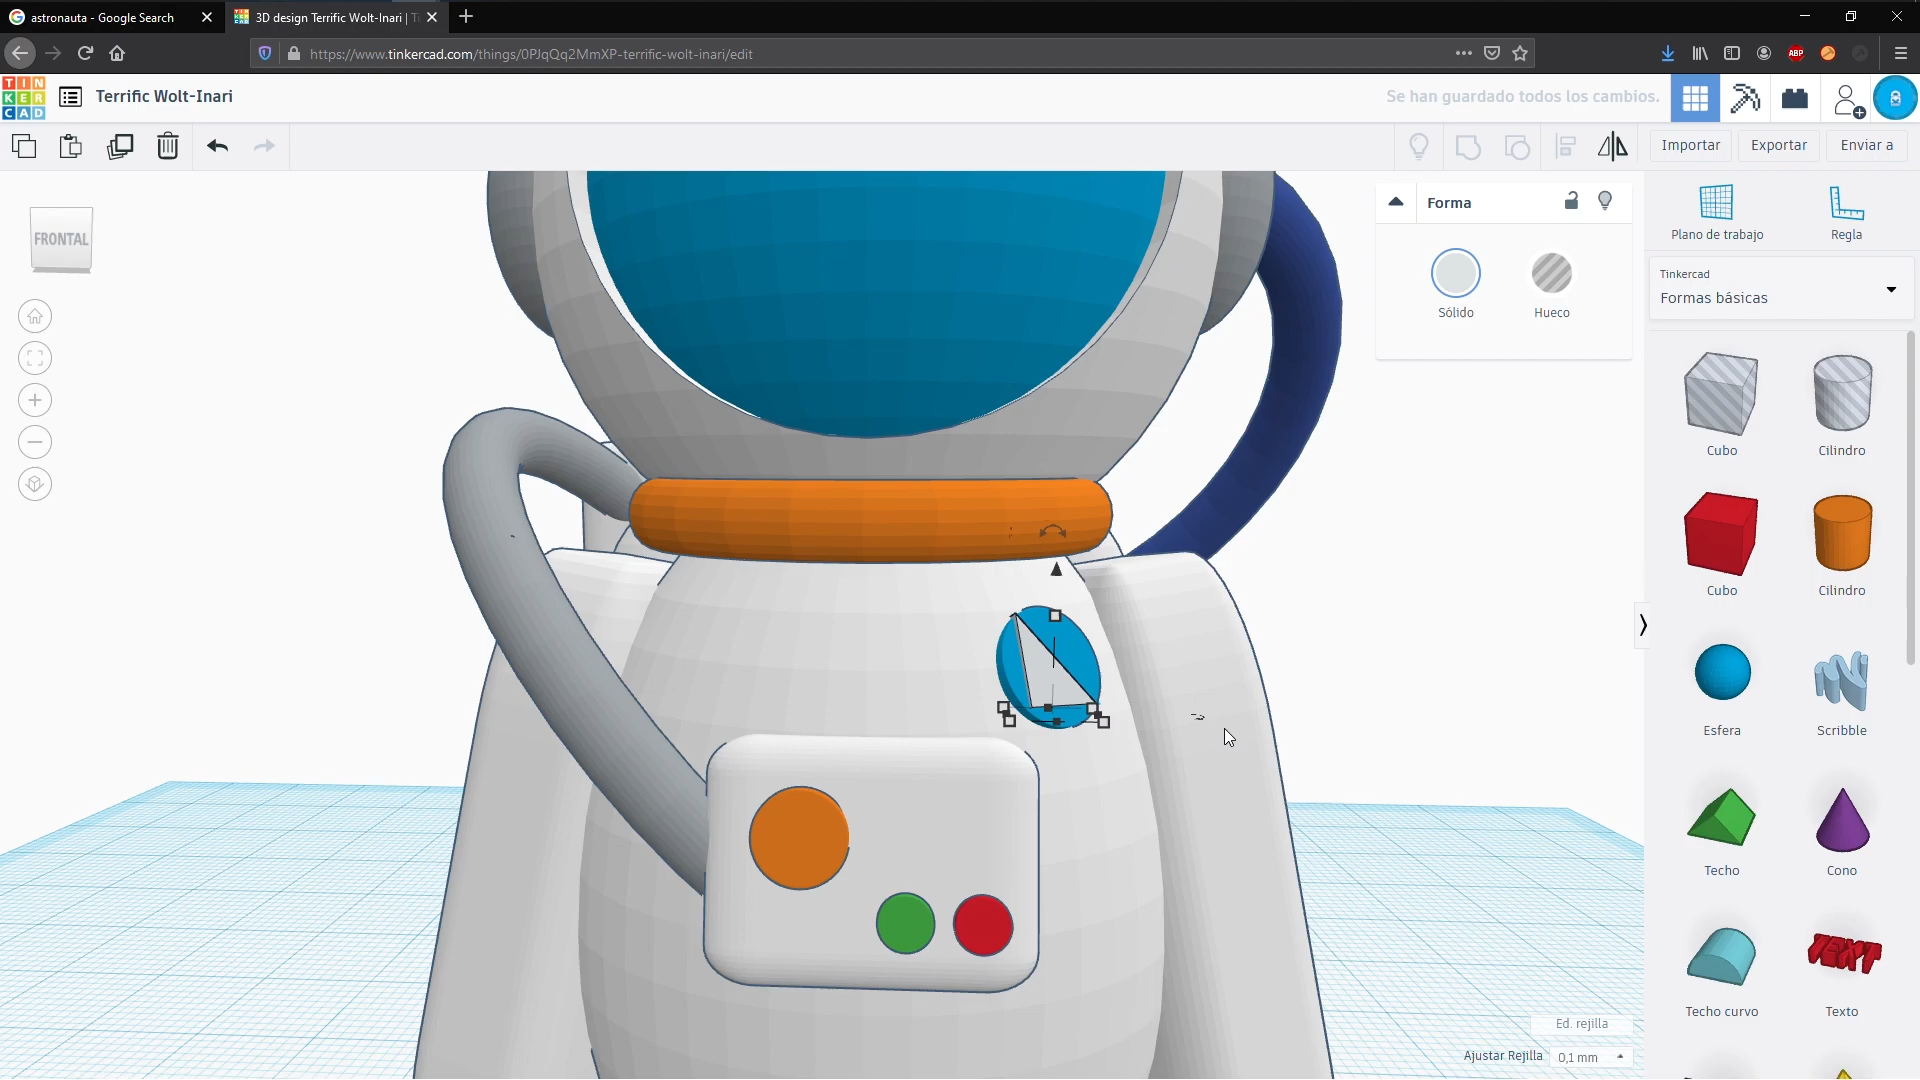 astronauta - Google Search
3D design Terrific Wolt-Inari | Ti
https://www.tinkercad.com/things/0PJqQq2MmXP-terrific-wolt-inari/edit
ABP
TIN
KER
CAD
Terrific Wolt-Inari
Se han guardado todos los cambios.
Importar
Exportar
Enviar a
FRONTAL
Forma
Sólido
Hueco
Plano de trabajo
Regla
Tinkercad
Formas básicas
Cubo
Cilindro
Cubo
Cilindro
Esfera
Scribble
Techo
Cono
TEXT
Techo curvo
Texto
Ed. rejilla
Ajustar Rejilla
0,1 mm